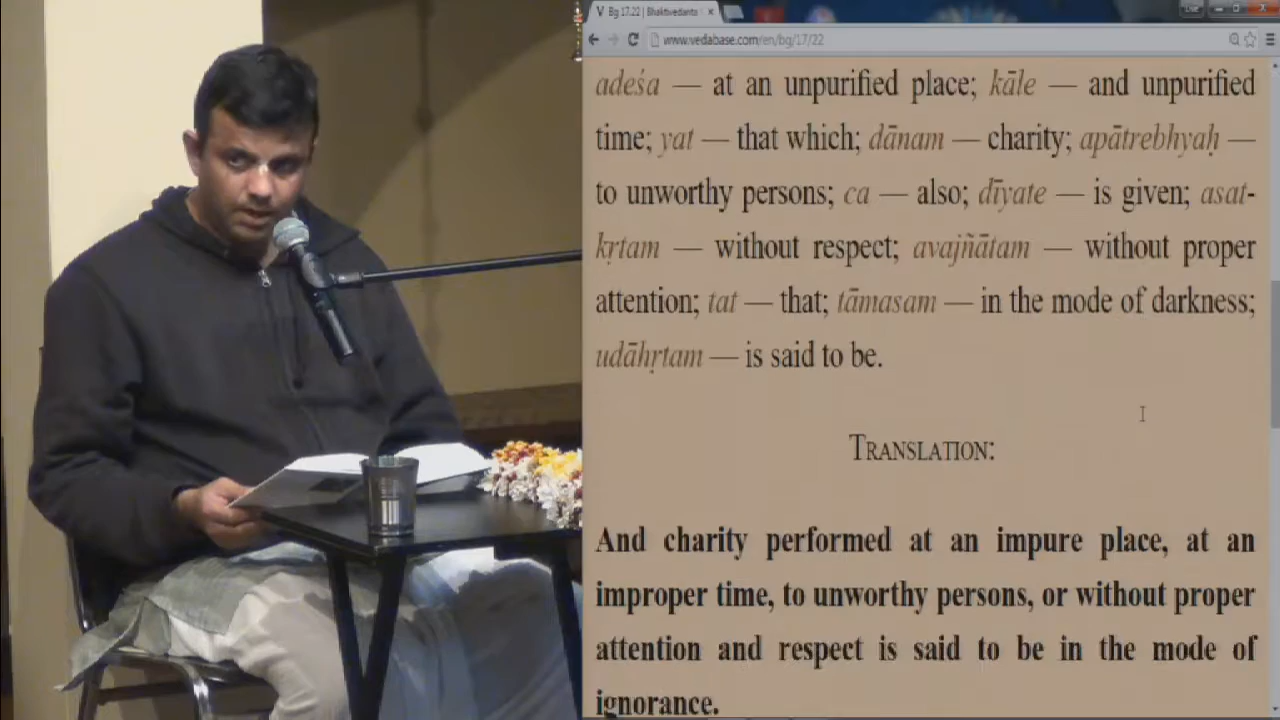 Bg 17.22 | Bhaktivedanta
www.vedabase.com/en/bg/17/22
adeśa — at an unpurified place; kāle — and unpurified
time; yat — that which; dānam — charity; apātrebhyaḥ —
to unworthy persons; ca — also; dīyate — is given; asat-
kṛtam — without respect; avajñātam — without proper
attention; tat — that; tāmasam — in the mode of darkness;
udāhṛtam — is said to be.
TRANSLATION:
And charity performed at an impure place, at an
improper time, to unworthy persons, or without proper
attention and respect is said to be in the mode of
ignorance.